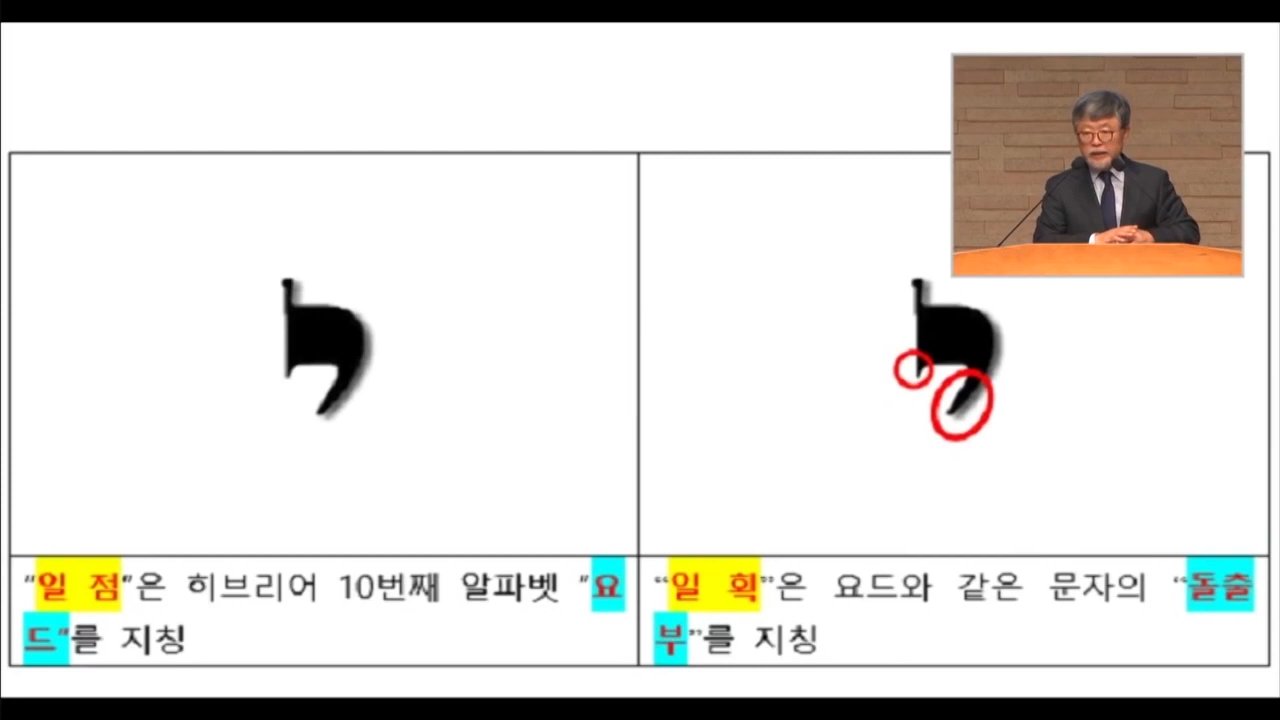 "일 점"은 히브리어 10번째 알파벳 "요
드"를 지칭
“일 획”은 요드와 같은 문자의 “돌출
부”를 지칭